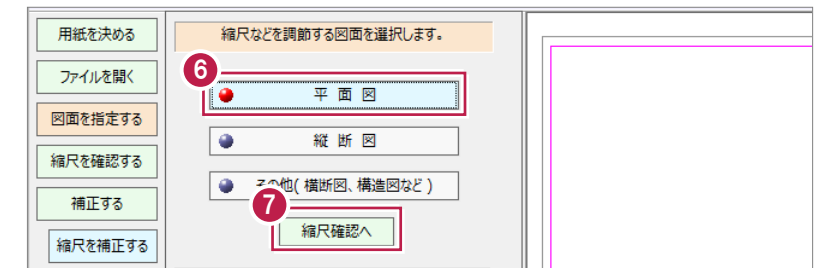 用紙を決める
ファイルを開く
図面を指定する
縮尺を確認する
補正する
縮尺を補正する
縮尺などを調節する図面を選択します。
6
平 面 図
縦 断 図
その他( 横断図、構造図など )
7
縮尺確認へ